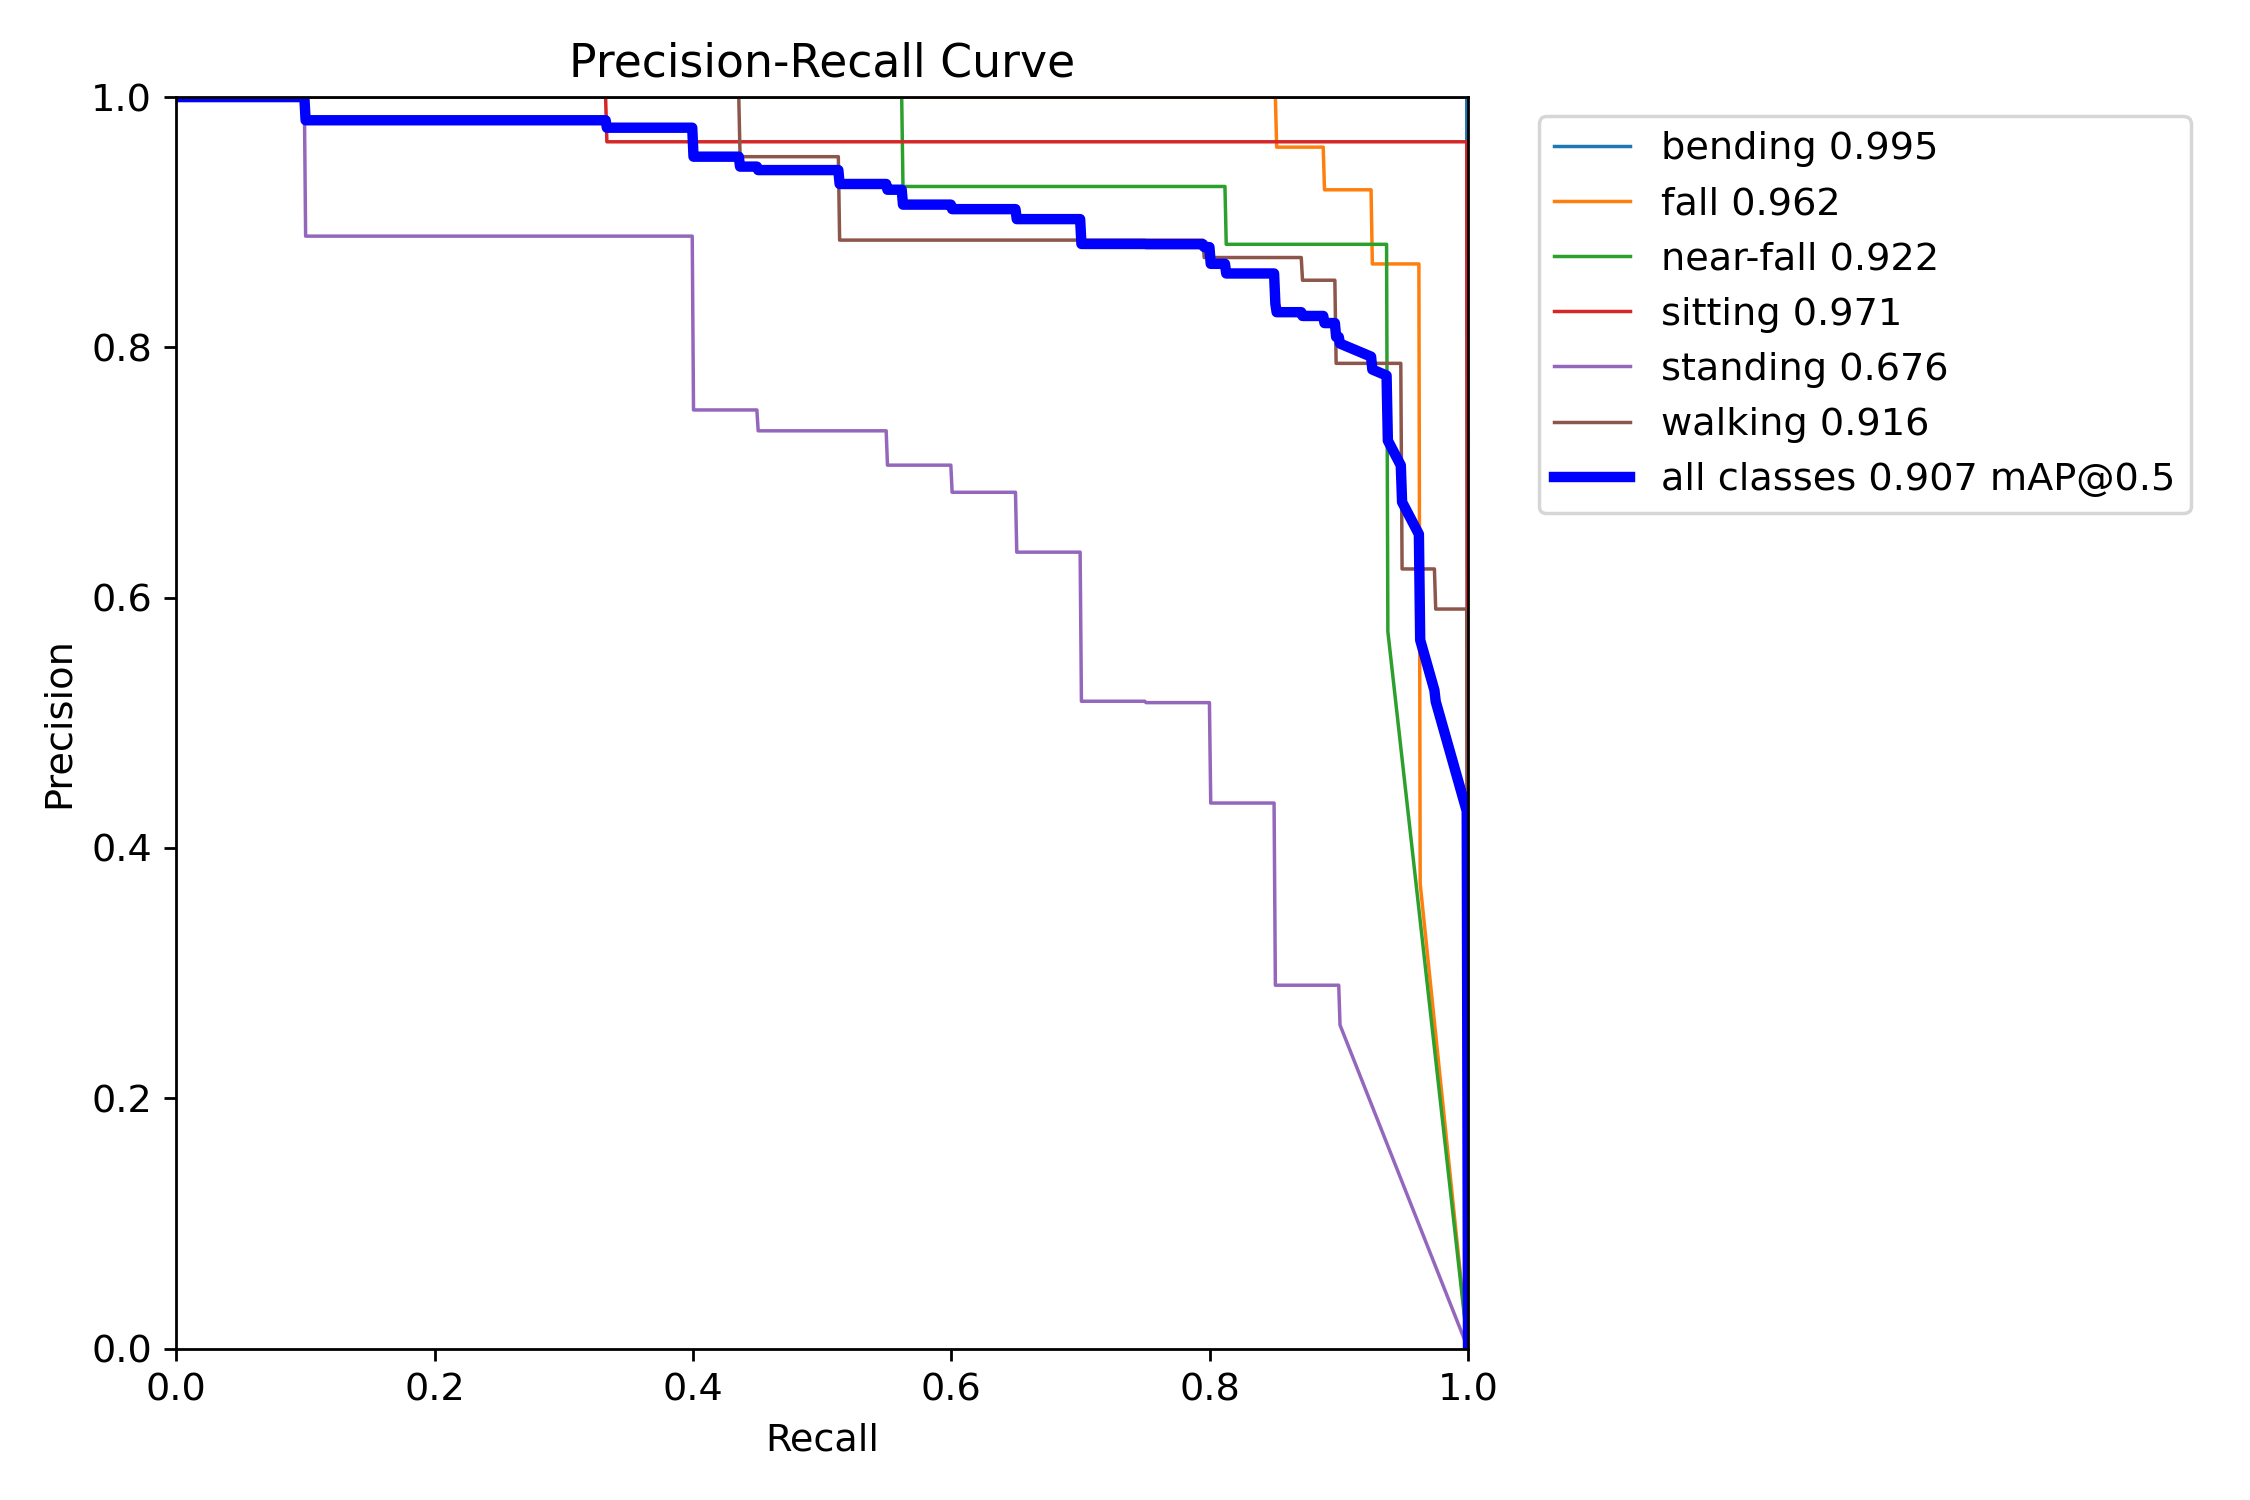 Precision-Recall Curve
1.0
0.8
0.6
0.4
0.2
0.0
Precision
0.0 0.2 0.4 0.6 0.8 1.0
Recall
bending 0.995
fall 0.962
near-fall 0.922
sitting 0.971
standing 0.676
walking 0.916
all classes 0.907 mAP@0.5